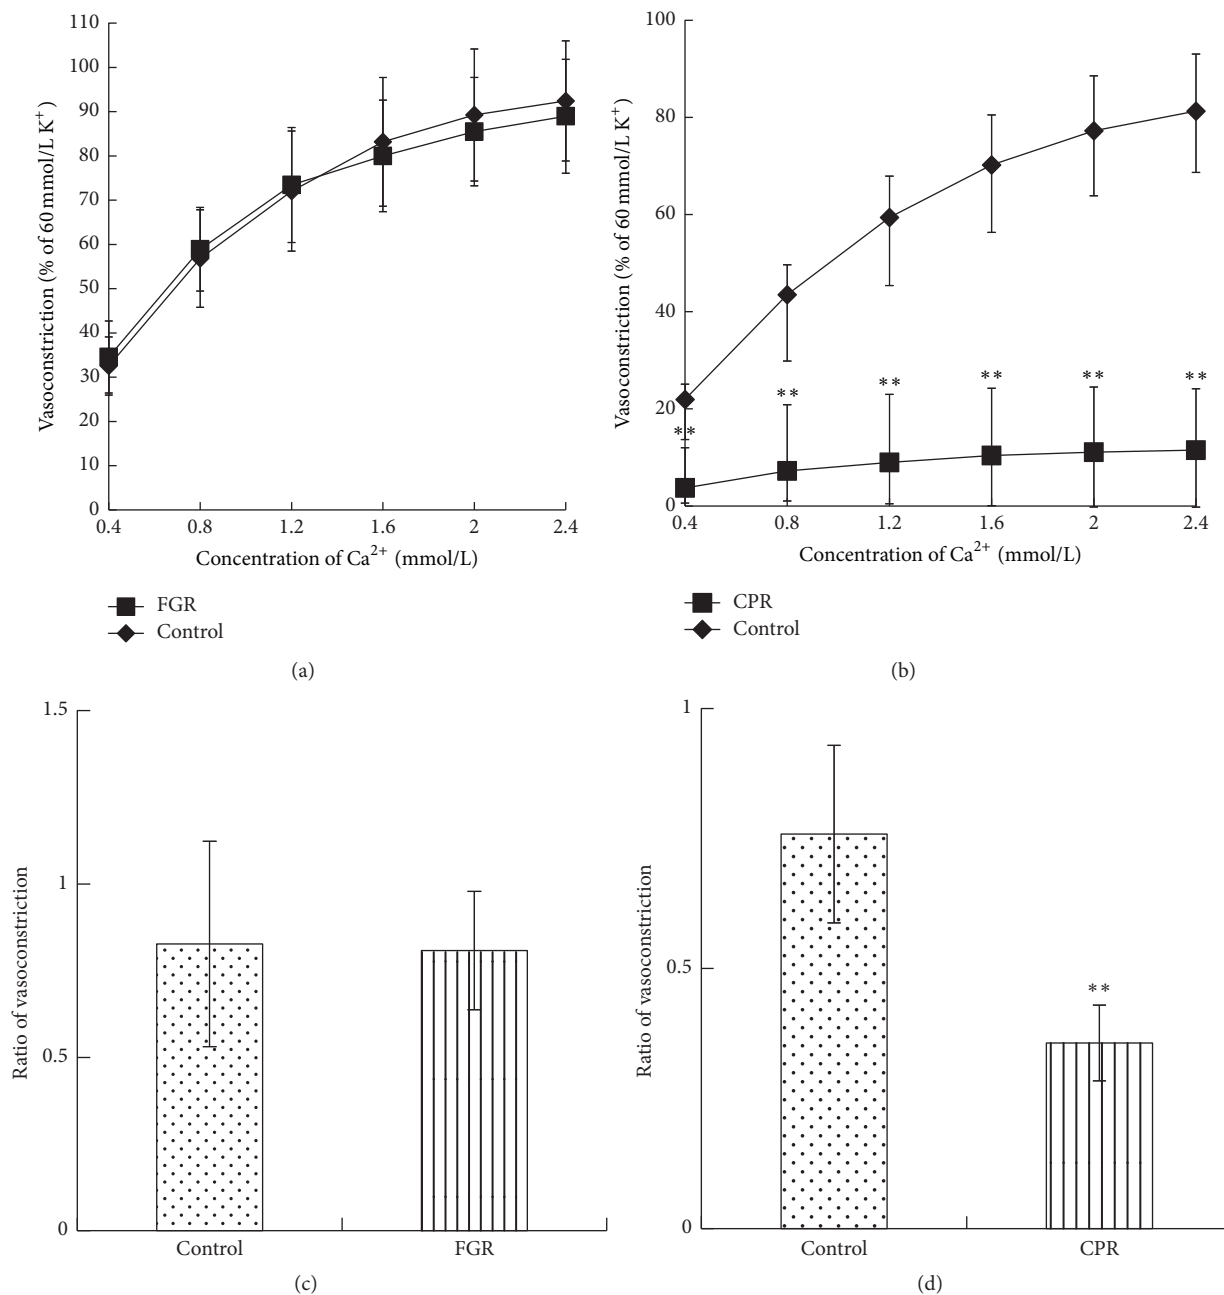 110
100
90
80
70
60
50
40
30
20
10
0
Vasoconstriction (% of 60 mmol/L K⁺)
0.4 0.8 1.2 1.6 2 2.4
Concentration of Ca²⁺ (mmol/L)
FGR
Control
(a)
100
80
60
40
20
0
Vasoconstriction (% of 60 mmol/L K⁺)
** ** ** ** ** **
0.4 0.8 1.2 1.6 2 2.4
Concentration of Ca²⁺ (mmol/L)
CPR
Control
(b)
1.5
1
0.5
0
Ratio of vasoconstriction
Control FGR
(c)
1
0.5
0
Ratio of vasoconstriction
**
Control CPR
(d)